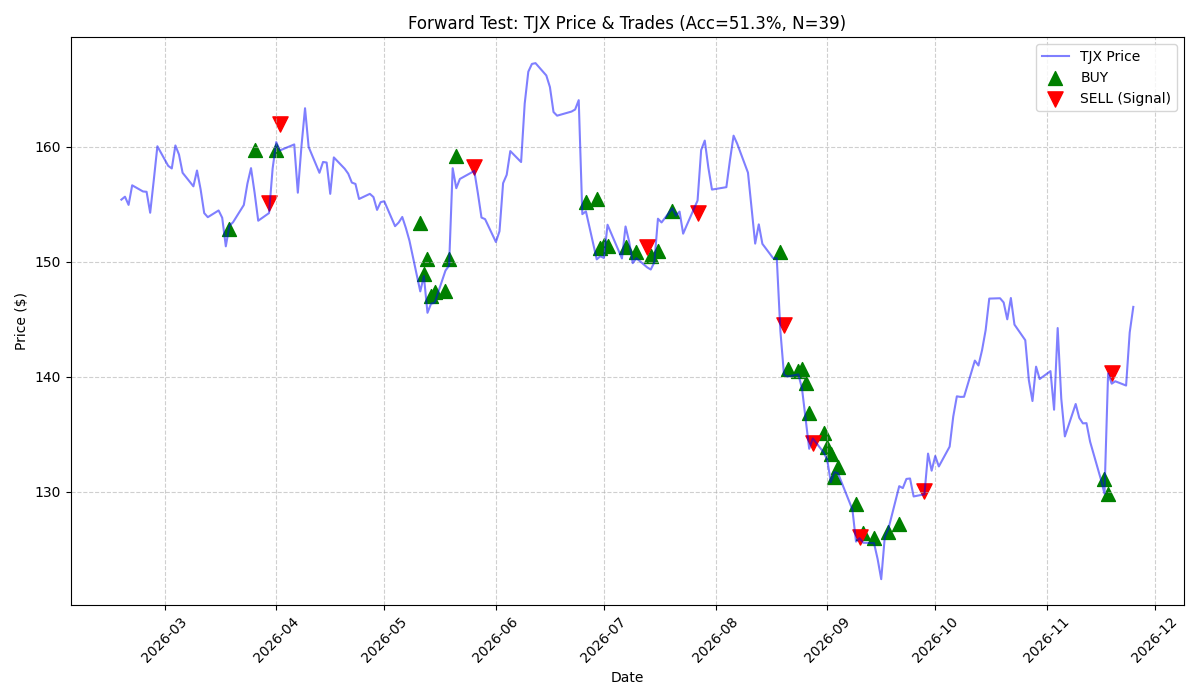 Forward Test: TJX Price & Trades (Acc=51.3%, N=39)
TJX Price
BUY
SELL (Signal)
Price ($)
160
150
140
130
2026-03
2026-04
2026-05
2026-06
2026-07
2026-08
2026-09
2026-10
2026-11
2026-12
Date